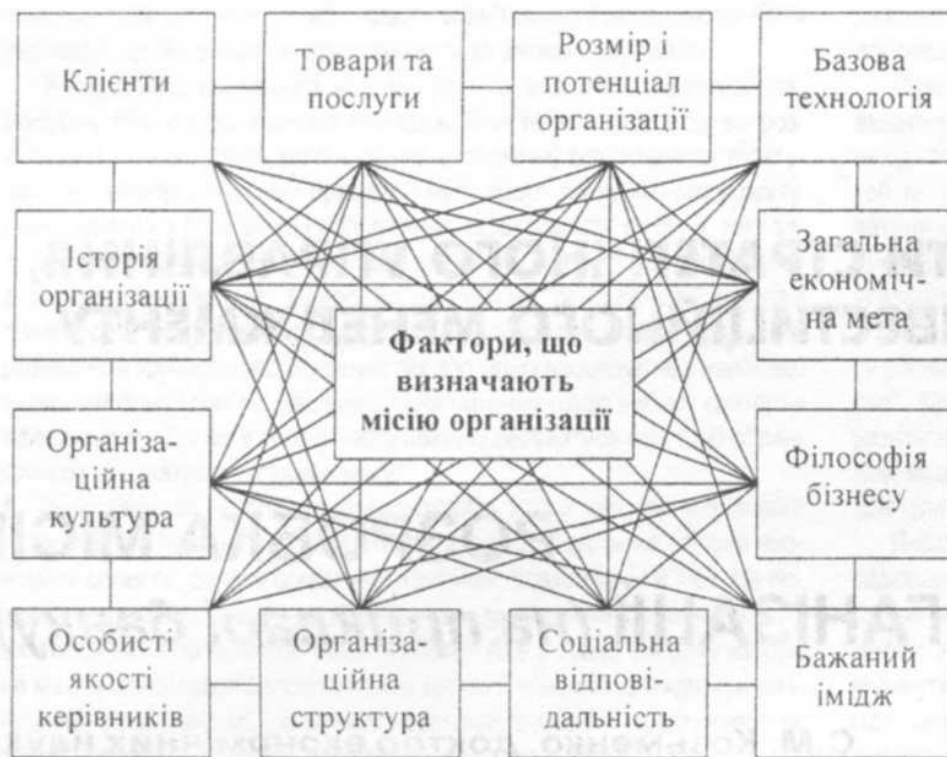 Клієнти
Товари та
послуги
Розмір і
потенціал
організації
Базова
технологія
Історія
організації
Загальна
економіч-
на мета
Фактори, що
визначають
місію організації
Організа-
ційна
культура
Філософія
бізнесу
Особисті
якості
керівників
Організа-
ційна
структура
Соціальна
відпові-
дальність
Бажаний
імідж